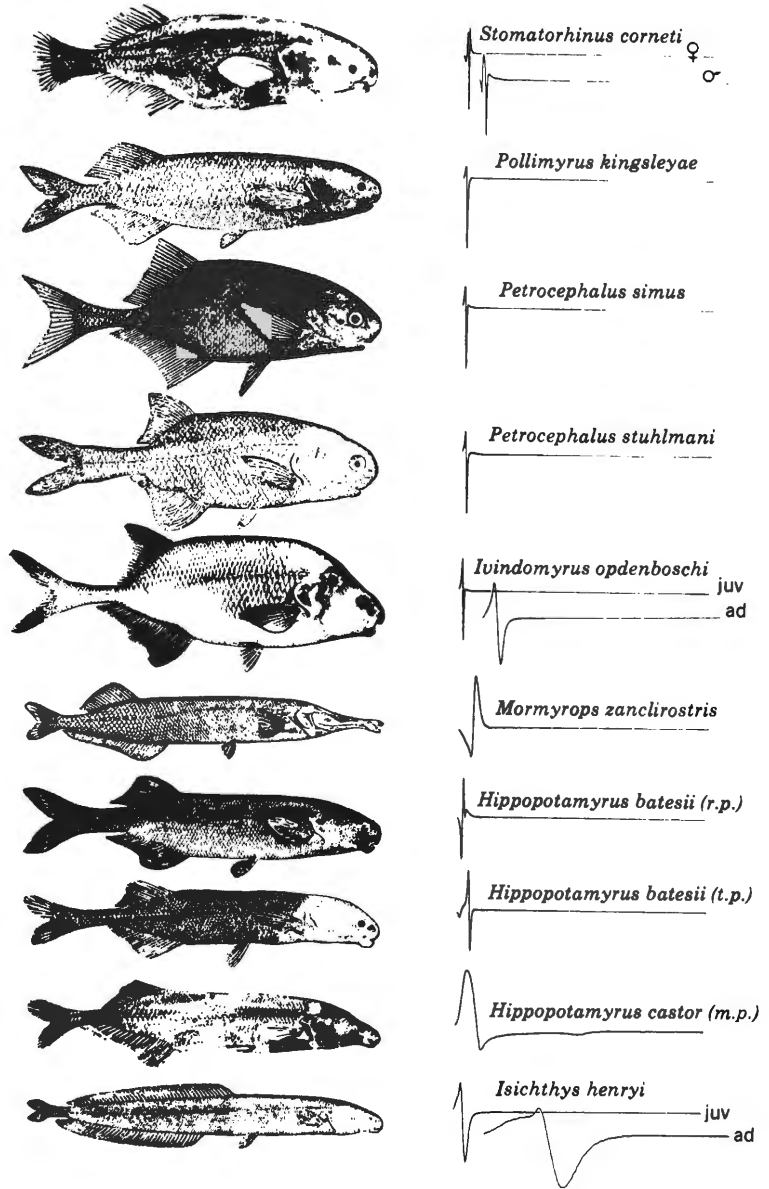 Stomatorhinus corneti
♀
♂
Pollimyrus kingsleyae
Petrocephalus simus
Petrocephalus stuhlmani
Ivindomyrus opdenboschi
juv
ad
Mormyrops zanclirostris
Hippopotamyrus batesii (r.p.)
Hippopotamyrus batesii (t.p.)
Hippopotamyrus castor (m.p.)
Isichthys henryi
juv
ad